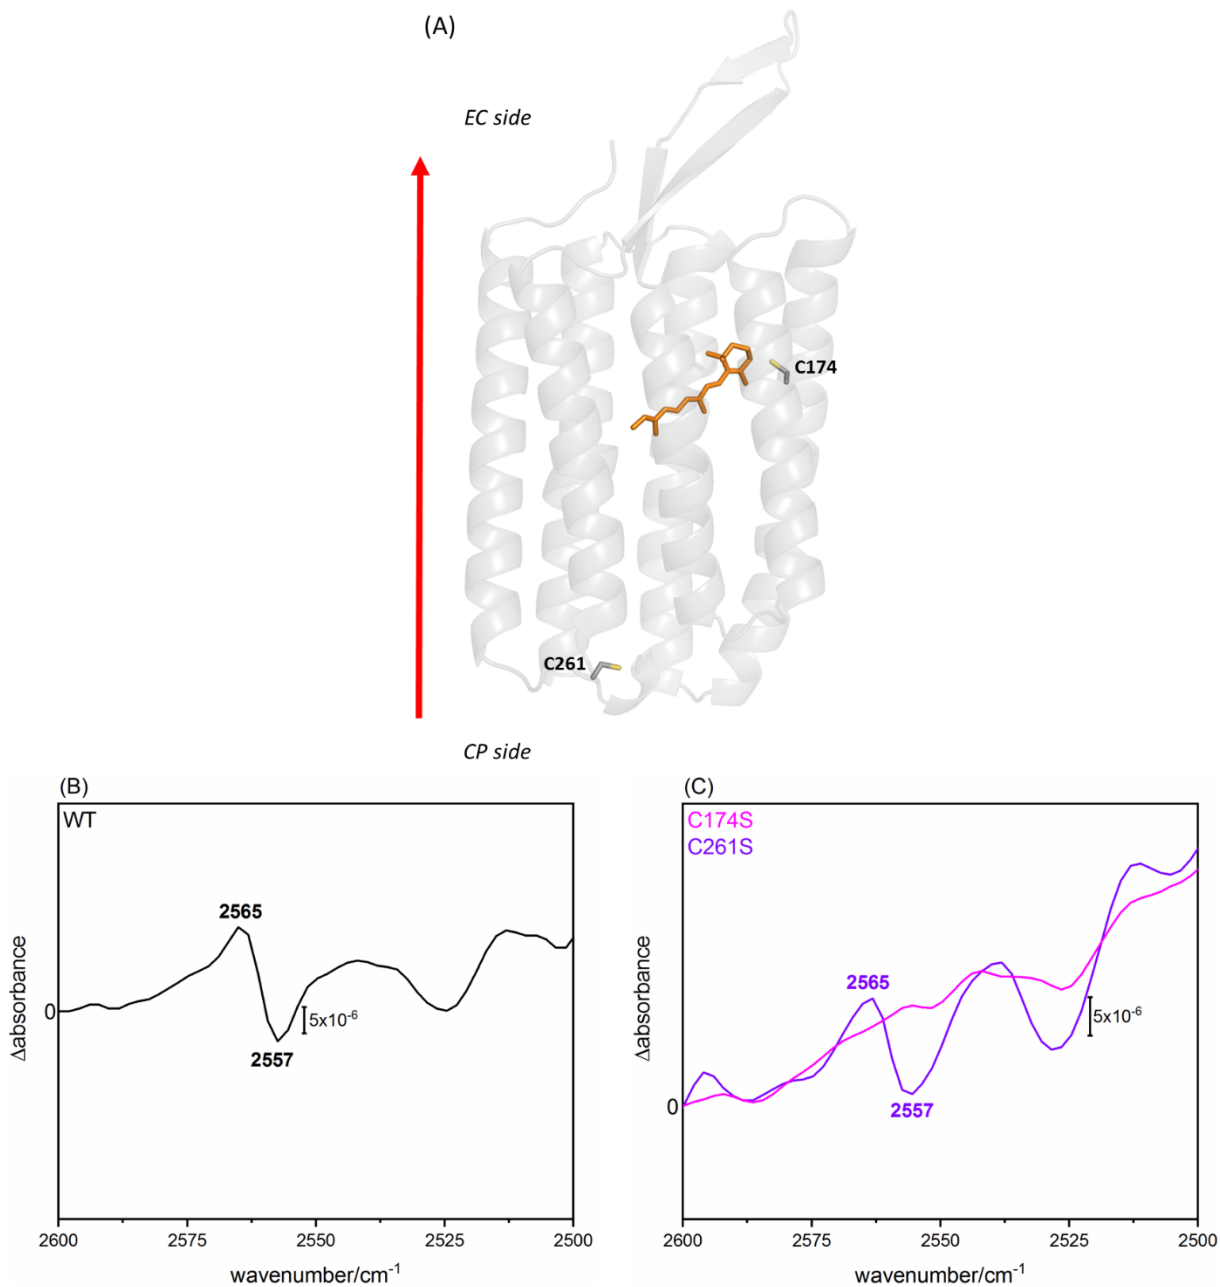 (A)
EC side
C174
C261
CP side
(B)
WT
2565
0
5x10⁻⁶
2557
Δabsorbance
2600 2575 2550 2525 2500
wavenumber/cm⁻¹
(C)
C174S
C261S
2565
5x10⁻⁶
0
2557
Δabsorbance
2600 2575 2550 2525 2500
wavenumber/cm⁻¹